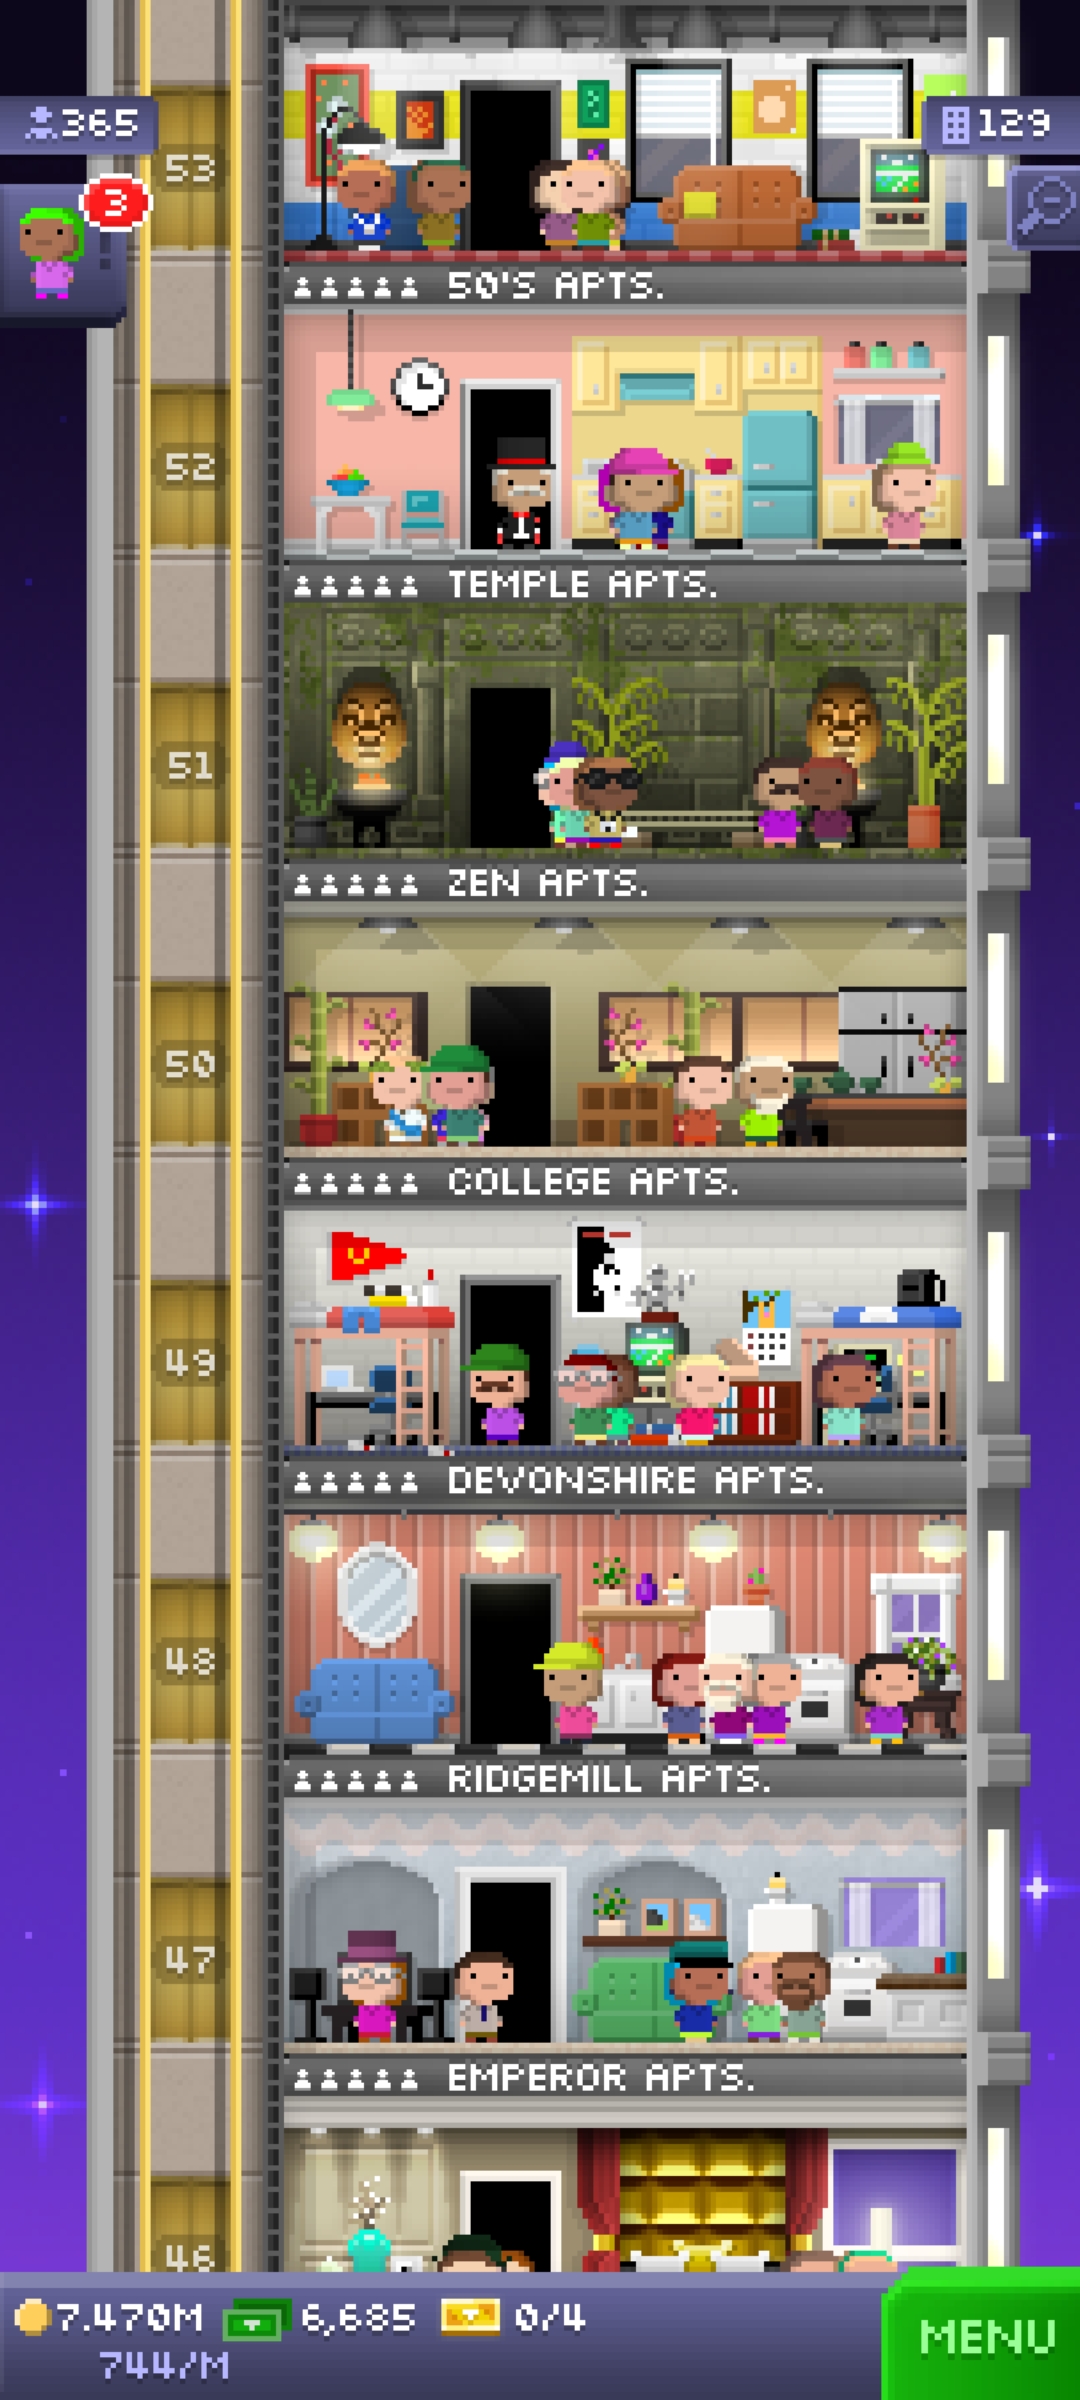 365
129
3
53
50'S APTS.
52
TEMPLE APTS.
51
ZEN APTS.
50
COLLEGE APTS.
49
DEVONSHIRE APTS.
48
RIDGEMILL APTS.
47
EMPEROR APTS.
46
7.470M 6,685 0/4
744/M
MENU